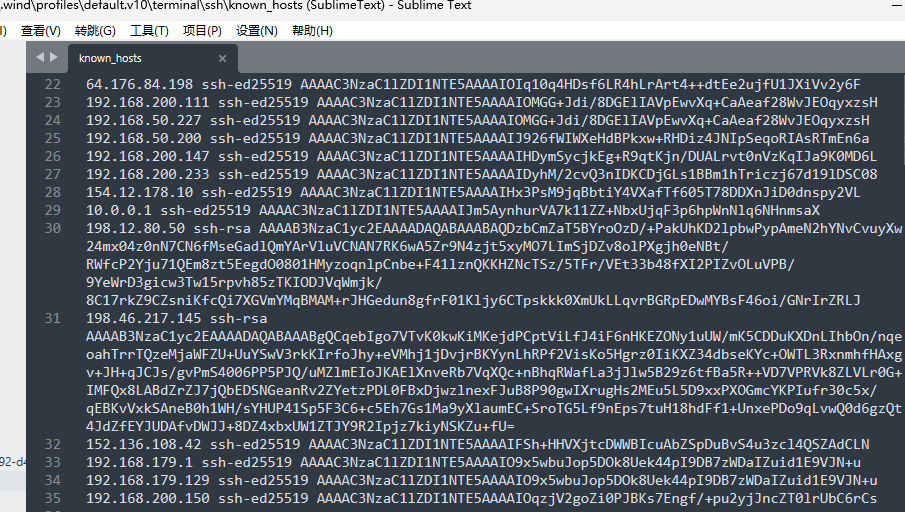 .wind\profiles\default.v10\terminal\ssh\known_hosts (SublimeText) - Sublime Text
查看(V) 转跳(G) 工具(T) 项目(P) 设置(N) 帮助(H)
known_hosts ×
22 64.176.84.198 ssh-ed25519 AAAAC3NzaC1lZDI1NTE5AAAAIOIq10q4HDsf6LR4hLrArt4++dtEe2ujfU1JXiVv2y6F
23 192.168.200.111 ssh-ed25519 AAAAC3NzaC1lZDI1NTE5AAAAIOMGG+Jdi/8DGElIAVpEwvXq+CaAeaf28WvJEOqyxzsH
24 192.168.50.227 ssh-ed25519 AAAAC3NzaC1lZDI1NTE5AAAAIOMGG+Jdi/8DGElIAVpEwvXq+CaAeaf28WvJEOqyxzsH
25 192.168.50.200 ssh-ed25519 AAAAC3NzaC1lZDI1NTE5AAAAIJ926fWIWXeHdBPkxw+RHDiz4JNIpSeqoRIAsRTmEn6a
26 192.168.200.147 ssh-ed25519 AAAAC3NzaC1lZDI1NTE5AAAAIHDymSycjkEg+R9qtKjn/DUALrvt0nVzKqIJa9K0MD6L
27 192.168.200.233 ssh-ed25519 AAAAC3NzaC1lZDI1NTE5AAAAIDyhM/2cvQ3nIDKCDjGLs1BBm1hTriczj67d19lDSC08
28 154.12.178.10 ssh-ed25519 AAAAC3NzaC1lZDI1NTE5AAAAIHx3PsM9jqBbtiY4VXafTf605T78DDXnJiD0dnspy2VL
29 10.0.0.1 ssh-ed25519 AAAAC3NzaC1lZDI1NTE5AAAAIJm5AynhurVA7k11ZZ+NbxUjqF3p6hpWnNlq6NHnmsaX
30 198.12.80.50 ssh-rsa AAAAB3NzaC1yc2EAAAADAQABAAABAQDzbCmZaT5BYroOzD/+PakUhKD2lpbwPypAmeN2hYNvCvuyXw
24mx04z0nN7CN6fMseGadlQmYArVluVCNAN7RK6wA5Zr9N4zjt5xyMO7LImSjDZv8olPXgjh0eNBt/
RWfcP2Yju71QEm8zt5EegdO0801HMyzoqnlpCnbe+F41lznQKKHZNcTSz/5TFr/VEt33b48fXI2PIZvOLuVPB/
9YeWrD3gicw3Tw15rpvh85zTKIODJVqWmjk/
8C17rkZ9CZsniKfcQi7XGVmYMqBMAM+rJHGedun8gfrF01Kljy6CTpskkk0XmUkLLqvrBGRpEDwMYBsF46oi/GNrIrZRLJ
31 198.46.217.145 ssh-rsa
AAAAB3NzaC1yc2EAAAADAQABAAABgQCqebIgo7VTvK0kwKiMKejdPCptViLfJ4iF6nHKEZONy1uUW/mK5CDDuKXDnLIhbOn/nqe
oahTrrTQzeMjaWFZU+UuYSwV3rkKIrfoJhy+eVMhj1jDvjrBKYynLhRPf2VisKo5Hgrz0IiKXZ34dbseKYc+OWTL3RxnmhfHAxg
v+JH+qJCJs/gvPmS4006PP5PJQ/uMZlmEIoJKAElXnveRb7VqXQc+nBhqRWafLa3jJlw5B29z6tfBa5R++VD7VPRVk8ZLVLr0G+
IMFQx8LABdZrZJ7jQbEDSNGeanRv2ZYetzPDL0FBxDjwzlnexFJuB8P90gwIXrugHs2MEu5L5D9xxPXOGmcYKPIufr30c5x/
qEBKvVxkSAneB0h1WH/sYHUP41Sp5F3C6+c5Eh7Gs1Ma9yXlaumEC+SroTG5Lf9nEps7tuH18hdFf1+UnxePDo9qLvwQ0d6gzQt
4JdZfEYJUDAfvDWJJ+8DZ4xbxUW1ZTJY9R2Ipjz7kiyNSKZu+fU=
32 152.136.108.42 ssh-ed25519 AAAAC3NzaC1lZDI1NTE5AAAAIFSh+HHVXjtcDWWBIcuAbZSpDuBvS4u3zcl4QSZAdCLN
33 192.168.179.1 ssh-ed25519 AAAAC3NzaC1lZDI1NTE5AAAAIO9x5wbuJop5DOk8Uek44pI9DB7zWDaIZuid1E9VJN+u
34 192.168.179.129 ssh-ed25519 AAAAC3NzaC1lZDI1NTE5AAAAIO9x5wbuJop5DOk8Uek44pI9DB7zWDaIZuid1E9VJN+u
35 192.168.200.150 ssh-ed25519 AAAAC3NzaC1lZDI1NTE5AAAAIOqzjV2goZi0PJBKs7Engf/+pu2yjJncZT0lrUbC6rCs